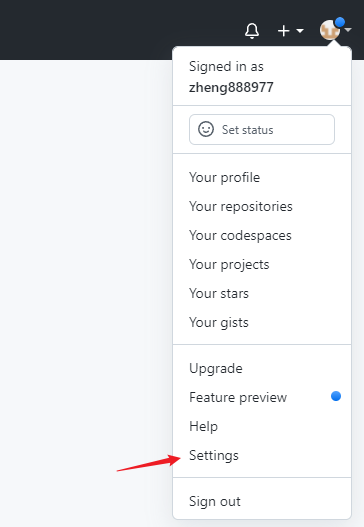 Signed in as
zheng888977
Set status
Your profile
Your repositories
Your codespaces
Your projects
Your stars
Your gists
Upgrade
Feature preview
Help
Settings
Sign out